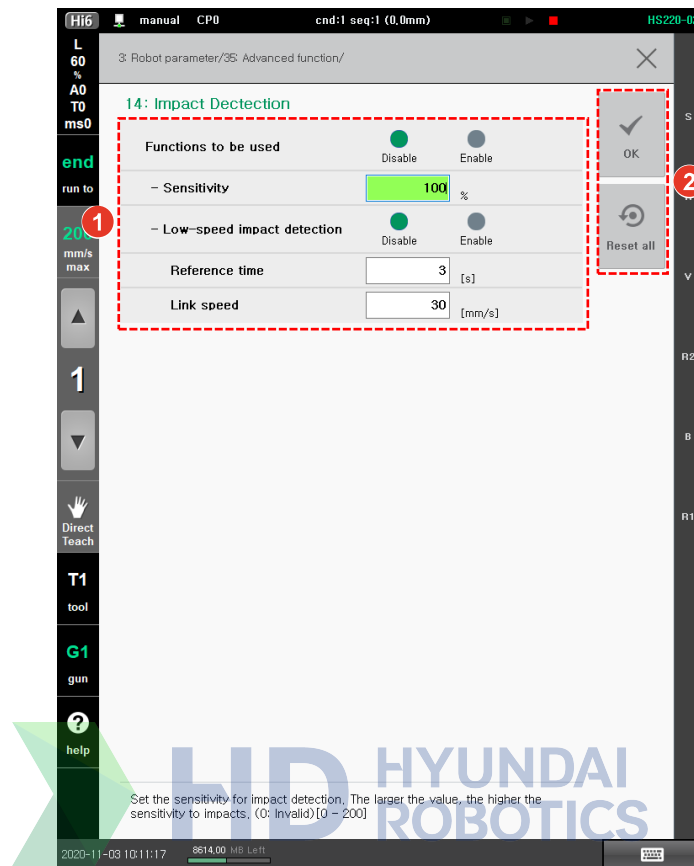 Hi6 manual CP0 cnd:1 seq:1 (0,0mm) HS220-02
L
60
%
A0
T0
ms0
end
run to
200
mm/s
max
1
Direct
Teach
T1
tool
G1
gun
?
help
3: Robot parameter/35: Advanced function/
14: Impact Dectection
1
Functions to be used
Disable Enable
- Sensitivity 100 %
- Low-speed impact detection
Disable Enable
Reference time 3 [s]
Link speed 30 [mm/s]
OK
2
Reset all
S
V
R2
B
R1
HD HYUNDAI
ROBOTICS
Set the sensitivity for impact detection, The larger the value, the higher the
sensitivity to impacts, (0: Invalid)[0 - 200]
2020-11-03 10:11:17 8614,00 MB Left